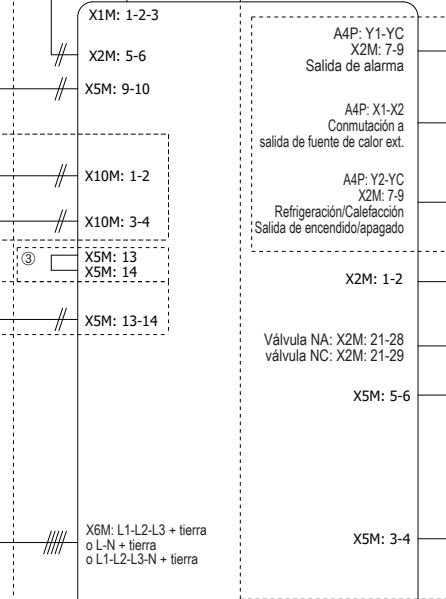 X1M: 1-2-3
X2M: 5-6
X5M: 9-10
X10M: 1-2
X10M: 3-4
③
X5M: 13
X5M: 14
X5M: 13-14
X6M: L1-L2-L3 + tierra
o L-N + tierra
o L1-L2-L3-N + tierra
A4P: Y1-YC
X2M: 7-9
Salida de alarma
A4P: X1-X2
Conmutación a
salida de fuente de calor ext.
A4P: Y2-YC
X2M: 7-9
Refrigeración/Calefacción
Salida de encendido/apagado
X2M: 1-2
Válvula NA: X2M: 21-28
válvula NC: X2M: 21-29
X5M: 5-6
X5M: 3-4